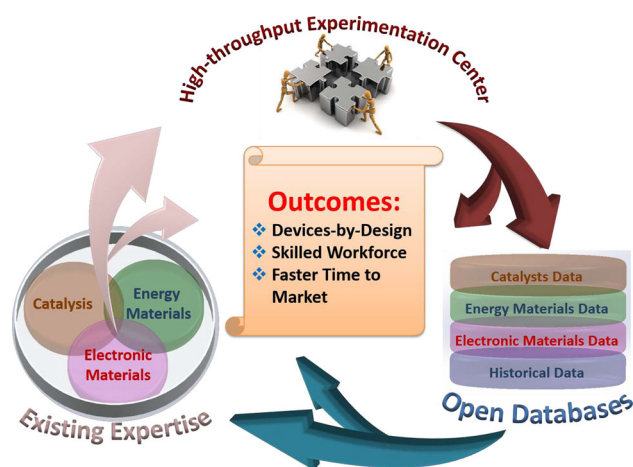 High-throughput Experimentation Center
Outcomes:
Devices-by-Design
Skilled Workforce
Faster Time to
Market
Catalysis
Energy
Materials
Electronic
Materials
Existing Expertise
Catalysts Data
Energy Materials Data
Electronic Materials Data
Historical Data
Open Databases